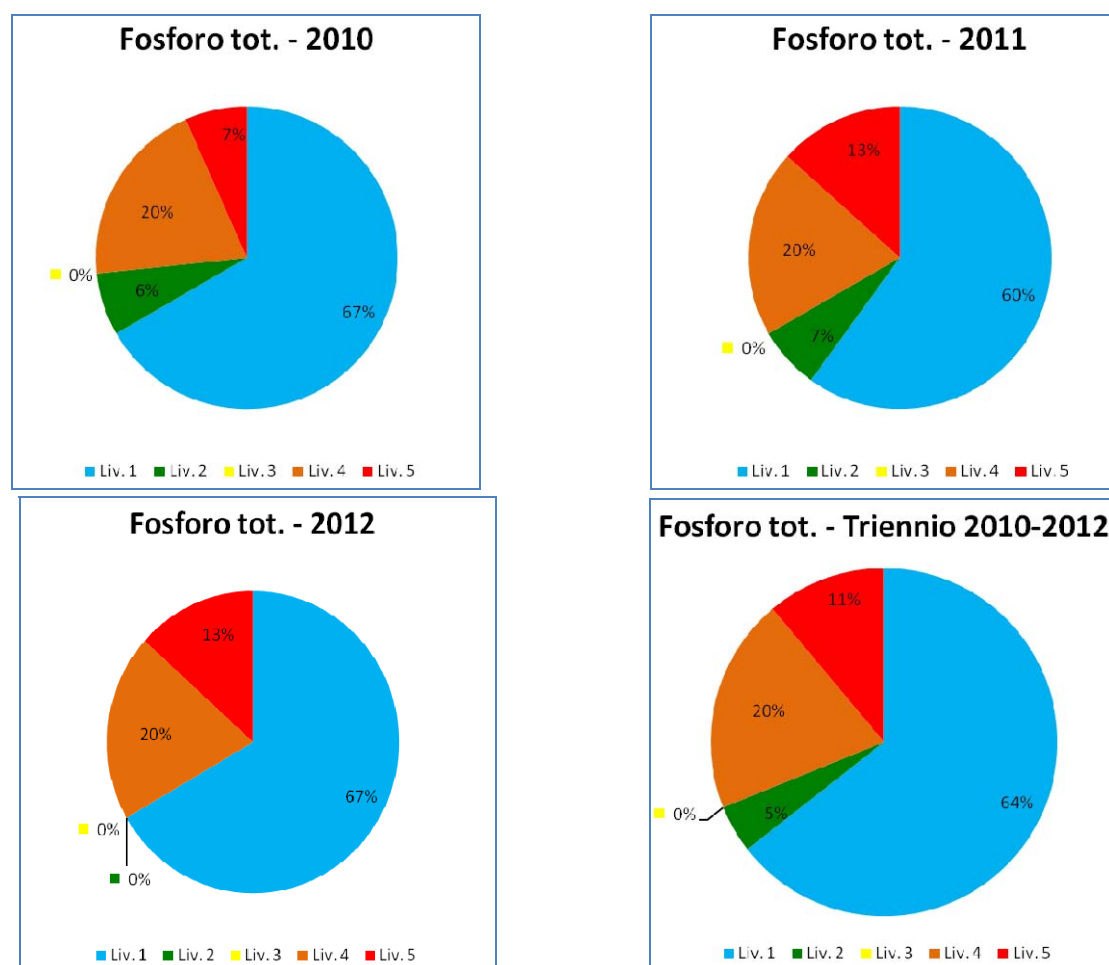 Fosforo tot. - 2010
7%
20%
0%
6%
67%
Liv. 1 Liv. 2 Liv. 3 Liv. 4 Liv. 5
Fosforo tot. - 2011
13%
20%
60%
7%
0%
Liv. 1 Liv. 2 Liv. 3 Liv. 4 Liv. 5
Fosforo tot. - 2012
13%
20%
67%
0%
0%
Liv. 1 Liv. 2 Liv. 3 Liv. 4 Liv. 5
Fosforo tot. - Triennio 2010-2012
11%
20%
64%
0%
5%
Liv. 1 Liv. 2 Liv. 3 Liv. 4 Liv. 5